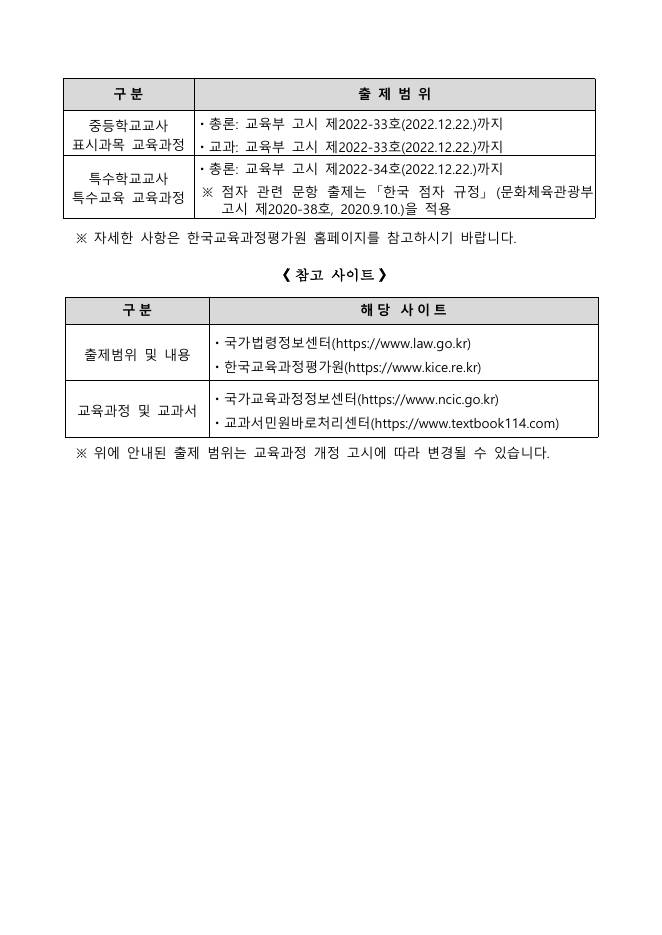 구분
출 제 범 위
중등학교교사
표시과목 교육과정
· 총론: 교육부 고시 제2022-33호(2022.12.22.)까지
· 교과: 교육부 고시 제2022-33호(2022.12.22.)까지
특수학교교사
특수교육 교육과정
· 총론: 교육부 고시 제2022-34호(2022.12.22.)까지
※ 점자 관련 문항 출제는 「한국 점자 규정」(문화체육관광부
고시 제2020-38호, 2020.9.10.)을 적용
※ 자세한 사항은 한국교육과정평가원 홈페이지를 참고하시기 바랍니다.
《 참고 사이트 》
구분
해당 사이트
출제범위 및 내용
· 국가법령정보센터(https://www.law.go.kr)
· 한국교육과정평가원(https://www.kice.re.kr)
교육과정 및 교과서
· 국가교육과정정보센터(https://www.ncic.go.kr)
· 교과서민원바로처리센터(https://www.textbook114.com)
※ 위에 안내된 출제 범위는 교육과정 개정 고시에 따라 변경될 수 있습니다.